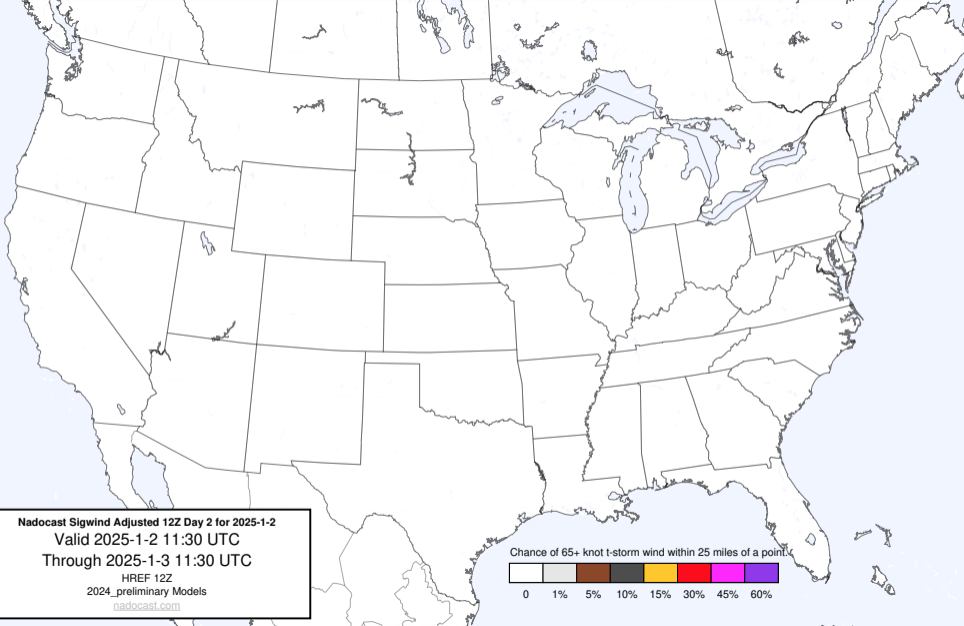 Nadocast Sigwind Adjusted 12Z Day 2 for 2025-1-2
Valid 2025-1-2 11:30 UTC
Through 2025-1-3 11:30 UTC
HREF 12Z
2024_preliminary Models
nadocast.com
Chance of 65+ knot t-storm wind within 25 miles of a point.
0 1% 5% 10% 15% 30% 45% 60%